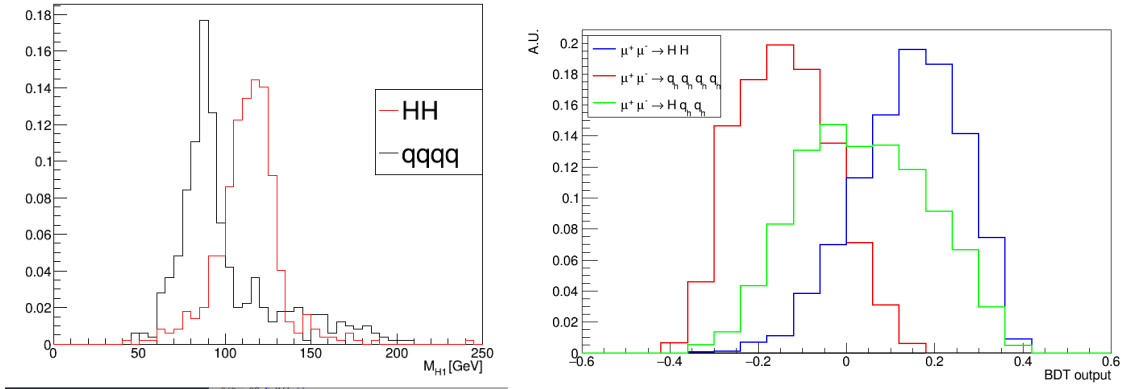 0.18
0.16
0.14
0.12
0.1
0.08
0.06
0.04
0.02
0
HH
qqqq
0 50 100 150 200 250
M_H1 [GeV]
A.U.
0.2
0.18
0.16
0.14
0.12
0.1
0.08
0.06
0.04
0.02
0
μ⁺ μ⁻ → H H
μ⁺ μ⁻ → q_h q_h q_h q_h
μ⁺ μ⁻ → H q_h q_h
−0.6 −0.4 −0.2 0 0.2 0.4 0.6
BDT output